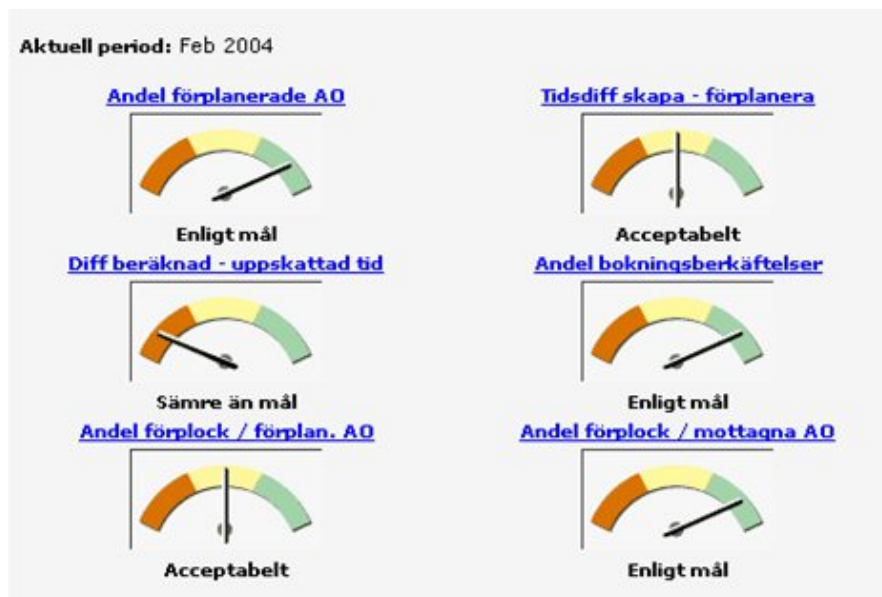 Aktuell period: Feb 2004
Andel förplanerade AO
Tidsdiff skapa - förplanera
Enligt mål
Acceptabelt
Diff beräknad - uppskattad tid
Andel bokningsberkäftelser
Sämre än mål
Enligt mål
Andel förplock / förplan. AO
Andel förplock / mottagna AO
Acceptabelt
Enligt mål